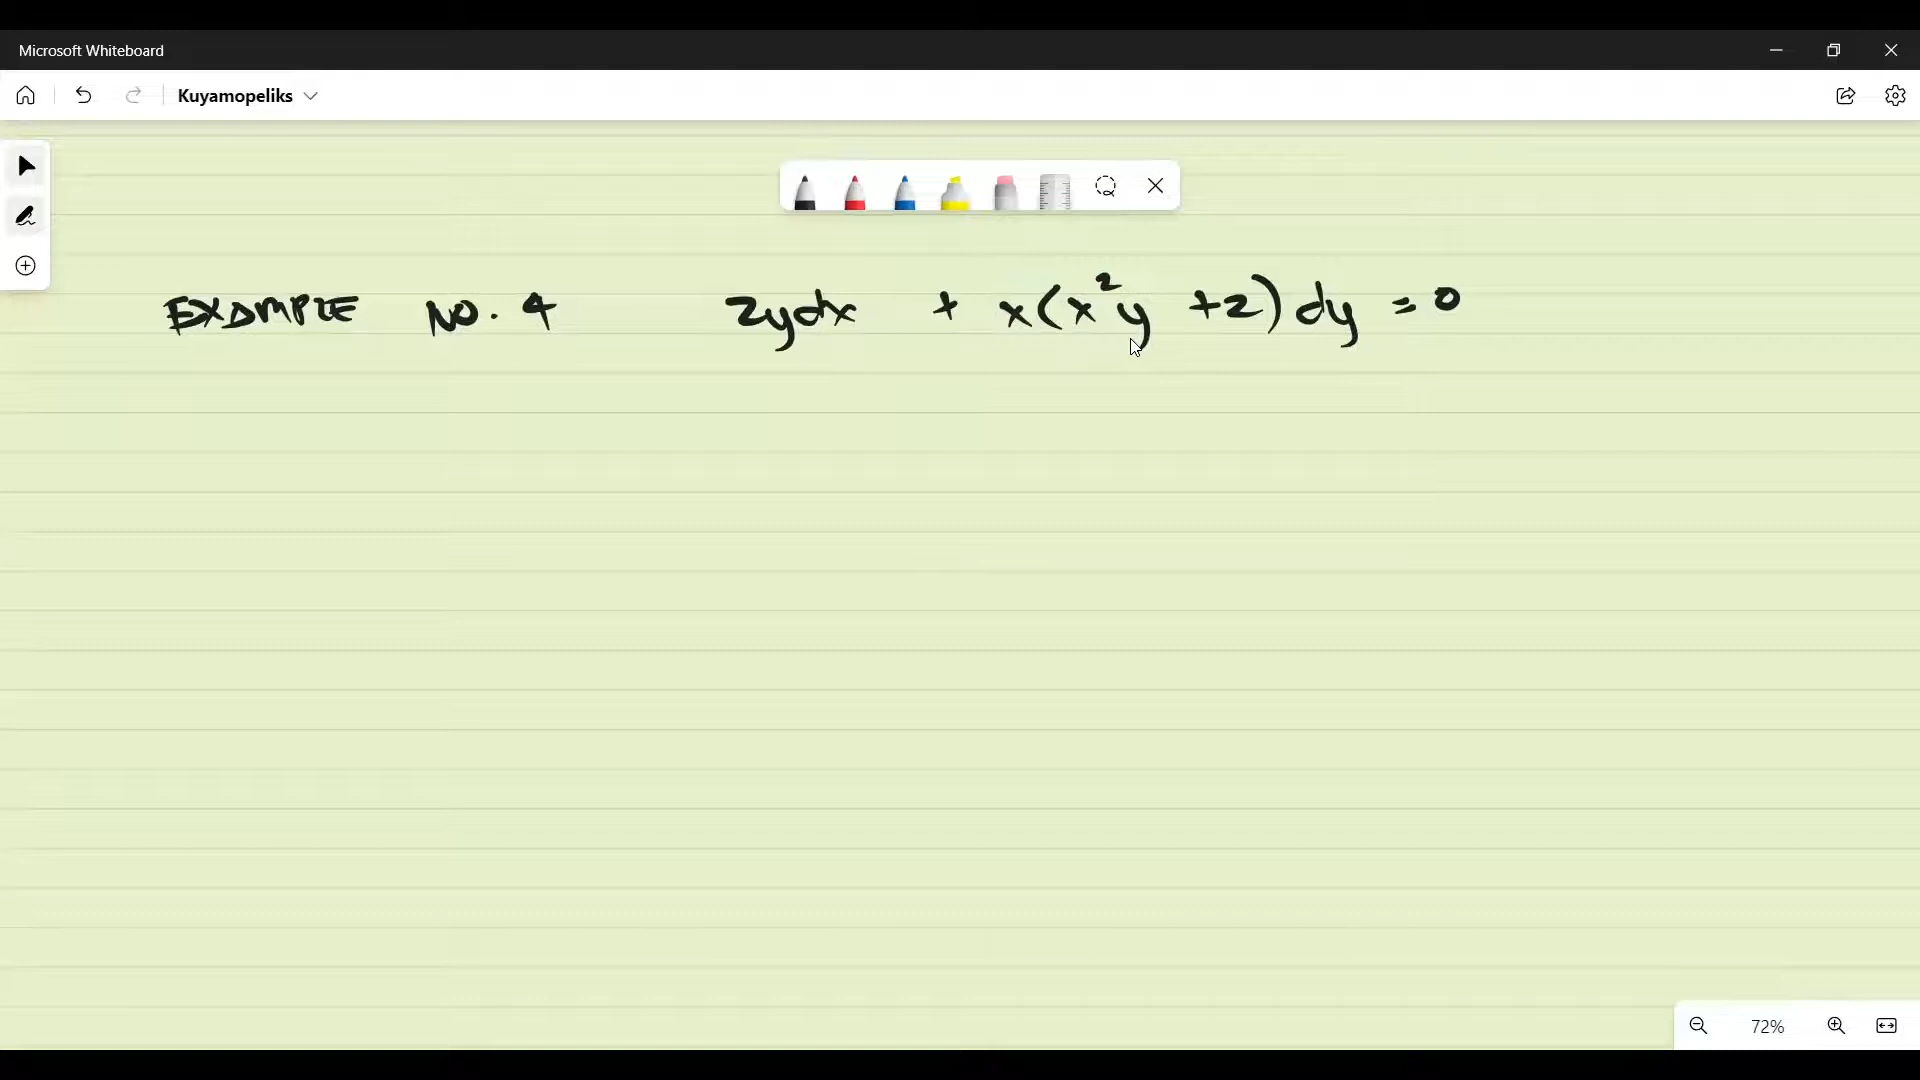 Microsoft Whiteboard
Kuyamopeliks
EXAMPLE NO. 4 2ydx + x(x²y +2)dy = 0
72%